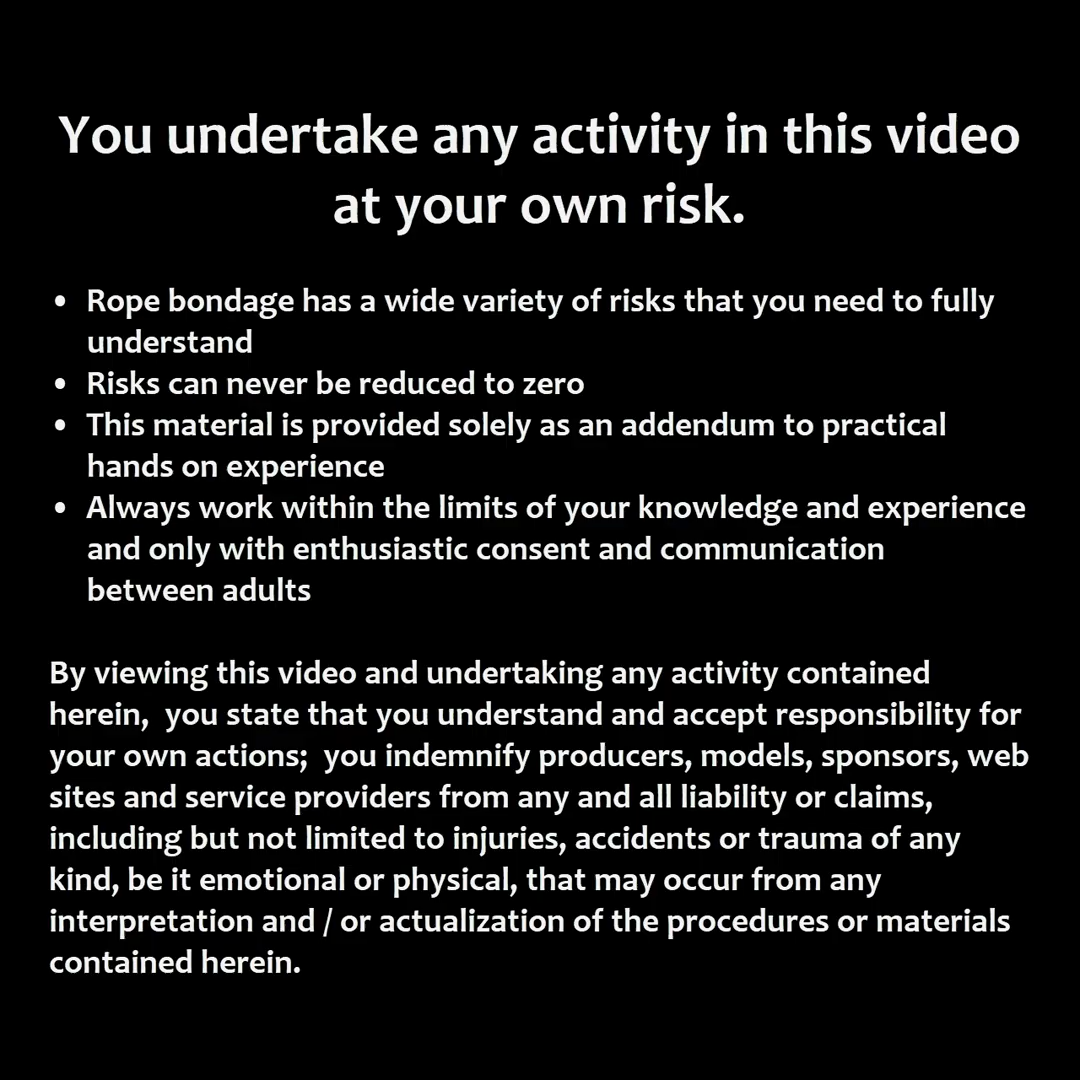 You undertake any activity in this video
at your own risk.
• Rope bondage has a wide variety of risks that you need to fully
understand
• Risks can never be reduced to zero
• This material is provided solely as an addendum to practical
hands on experience
• Always work within the limits of your knowledge and experience
and only with enthusiastic consent and communication
between adults
By viewing this video and undertaking any activity contained
herein,  you state that you understand and accept responsibility for
your own actions;  you indemnify producers, models, sponsors, web
sites and service providers from any and all liability or claims,
including but not limited to injuries, accidents or trauma of any
kind, be it emotional or physical, that may occur from any
interpretation and / or actualization of the procedures or materials
contained herein.